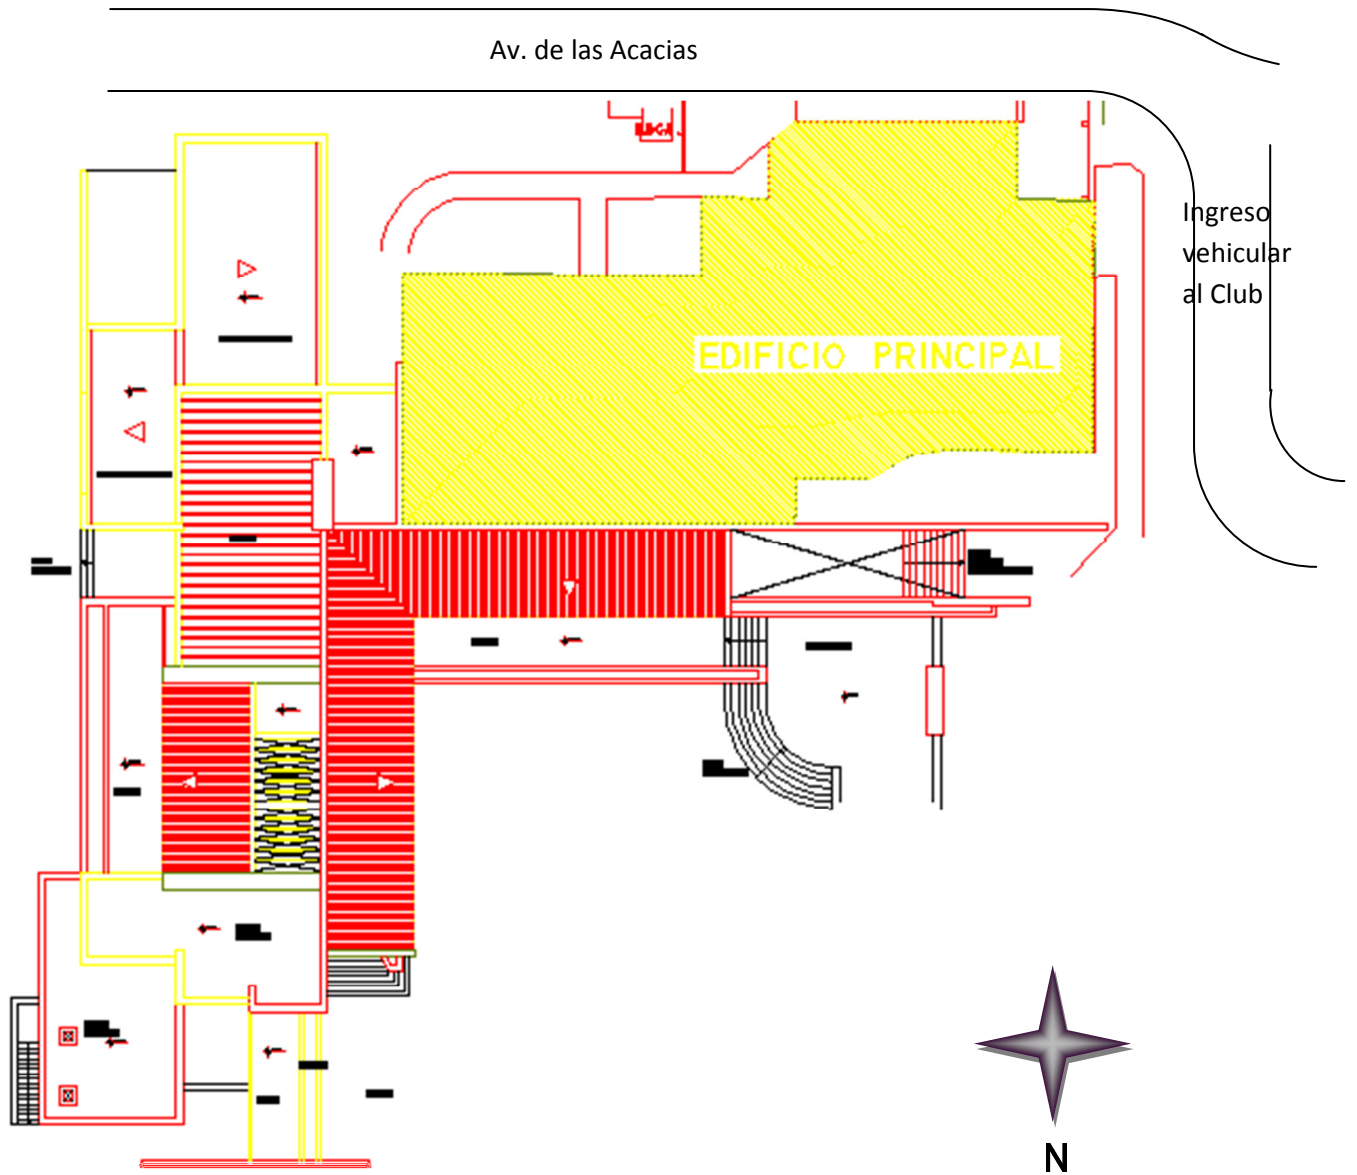 Av. de las Acacias
Ingreso
vehicular
al Club
EDIFICIO PRINCIPAL
N